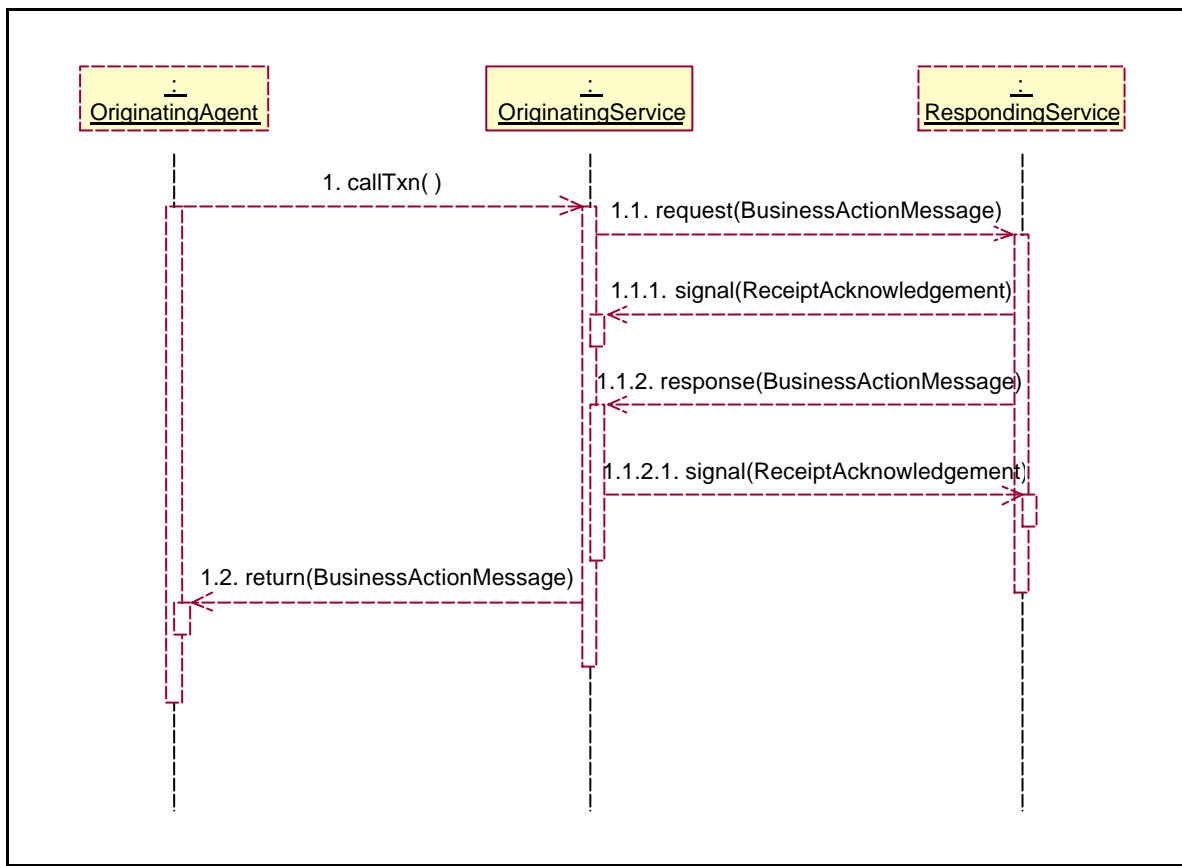 :
OriginatingAgent
:
OriginatingService
:
RespondingService
1. callTxn( )
1.1. request(BusinessActionMessage)
1.1.1. signal(ReceiptAcknowledgement)
1.1.2. response(BusinessActionMessage)
1.1.2.1. signal(ReceiptAcknowledgement)
1.2. return(BusinessActionMessage)